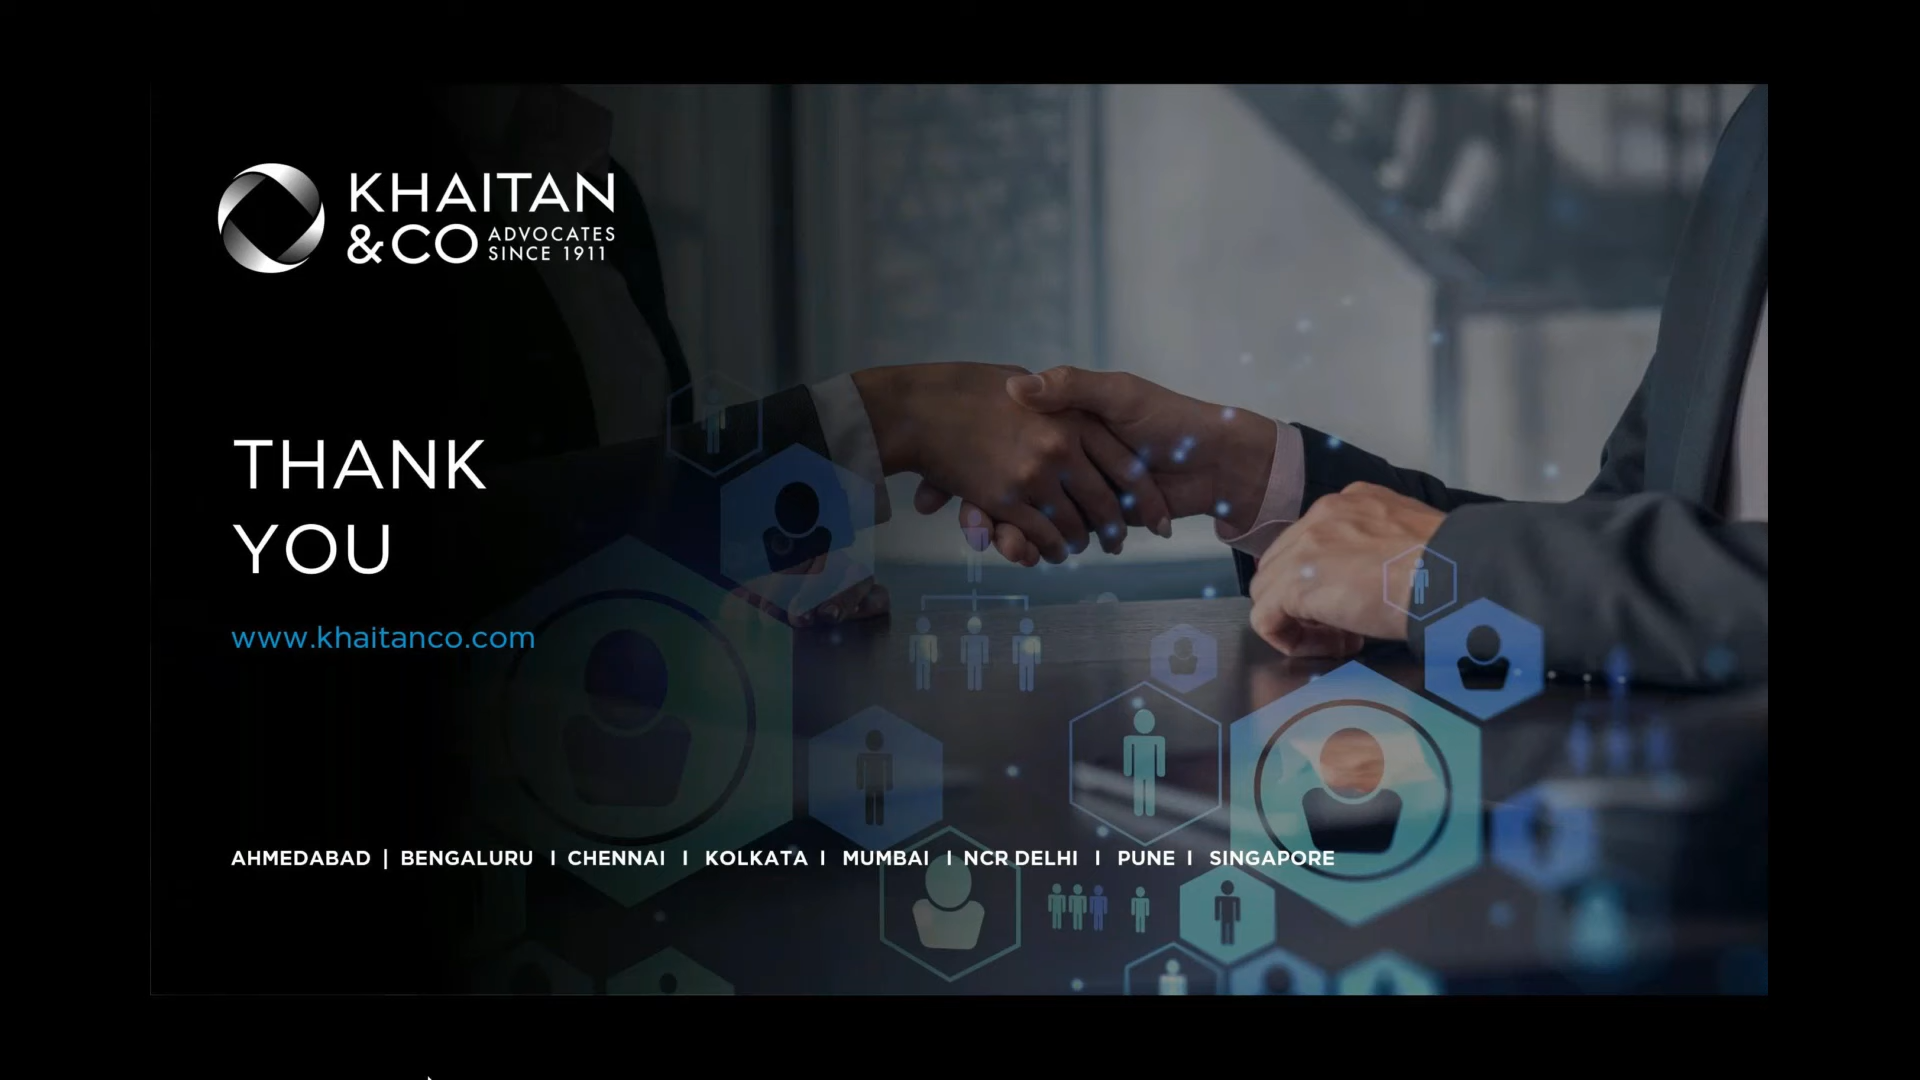 KHAITAN
&CO ADVOCATES
SINCE 1911
THANK
YOU
www.khaitanco.com
AHMEDABAD | BENGALURU I CHENNAI I KOLKATA I MUMBAI I NCR DELHI I PUNE I SINGAPORE